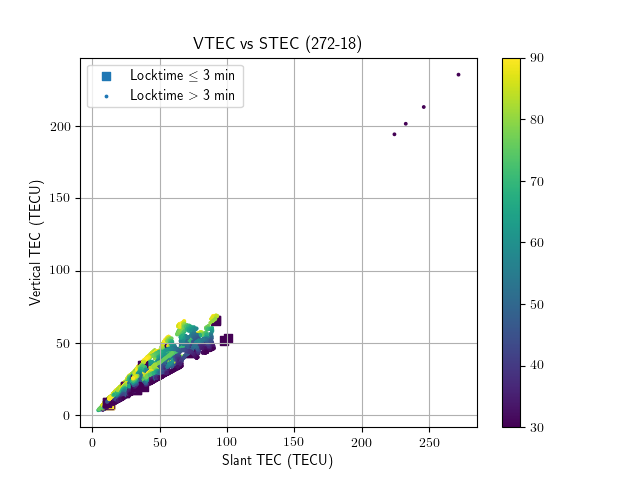 VTEC vs STEC (272-18)
Locktime ≤ 3 min
Locktime > 3 min
Vertical TEC (TECU)
200
150
100
50
0
0 50 100 150 200 250
Slant TEC (TECU)
90
80
70
60
50
40
30